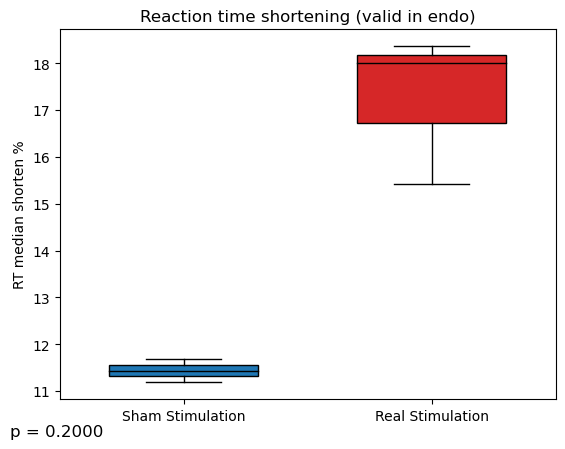 Reaction time shortening (valid in endo)
RT median shorten %
18
17
16
15
14
13
12
11
Sham Stimulation
Real Stimulation
p = 0.2000